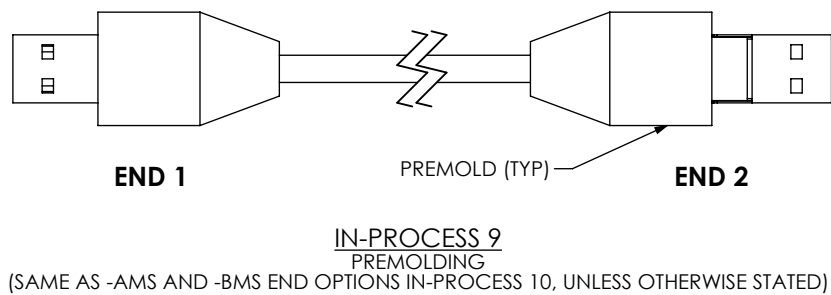 PREMOLD (TYP)
END 1
END 2
IN-PROCESS 9
PREMOLDING
(SAME AS -AMS AND -BMS END OPTIONS IN-PROCESS 10, UNLESS OTHERWISE STATED)